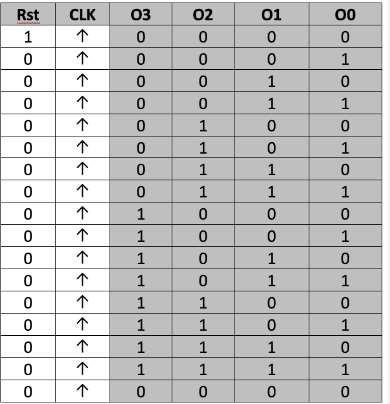 Rst CLK O3 O2 O1 O0
1 ↑ 0 0 0 0
0 ↑ 0 0 0 1
0 ↑ 0 0 1 0
0 ↑ 0 0 1 1
0 ↑ 0 1 0 0
0 ↑ 0 1 0 1
0 ↑ 0 1 1 0
0 ↑ 0 1 1 1
0 ↑ 1 0 0 0
0 ↑ 1 0 0 1
0 ↑ 1 0 1 0
0 ↑ 1 0 1 1
0 ↑ 1 1 0 0
0 ↑ 1 1 0 1
0 ↑ 1 1 1 0
0 ↑ 1 1 1 1
0 ↑ 0 0 0 0